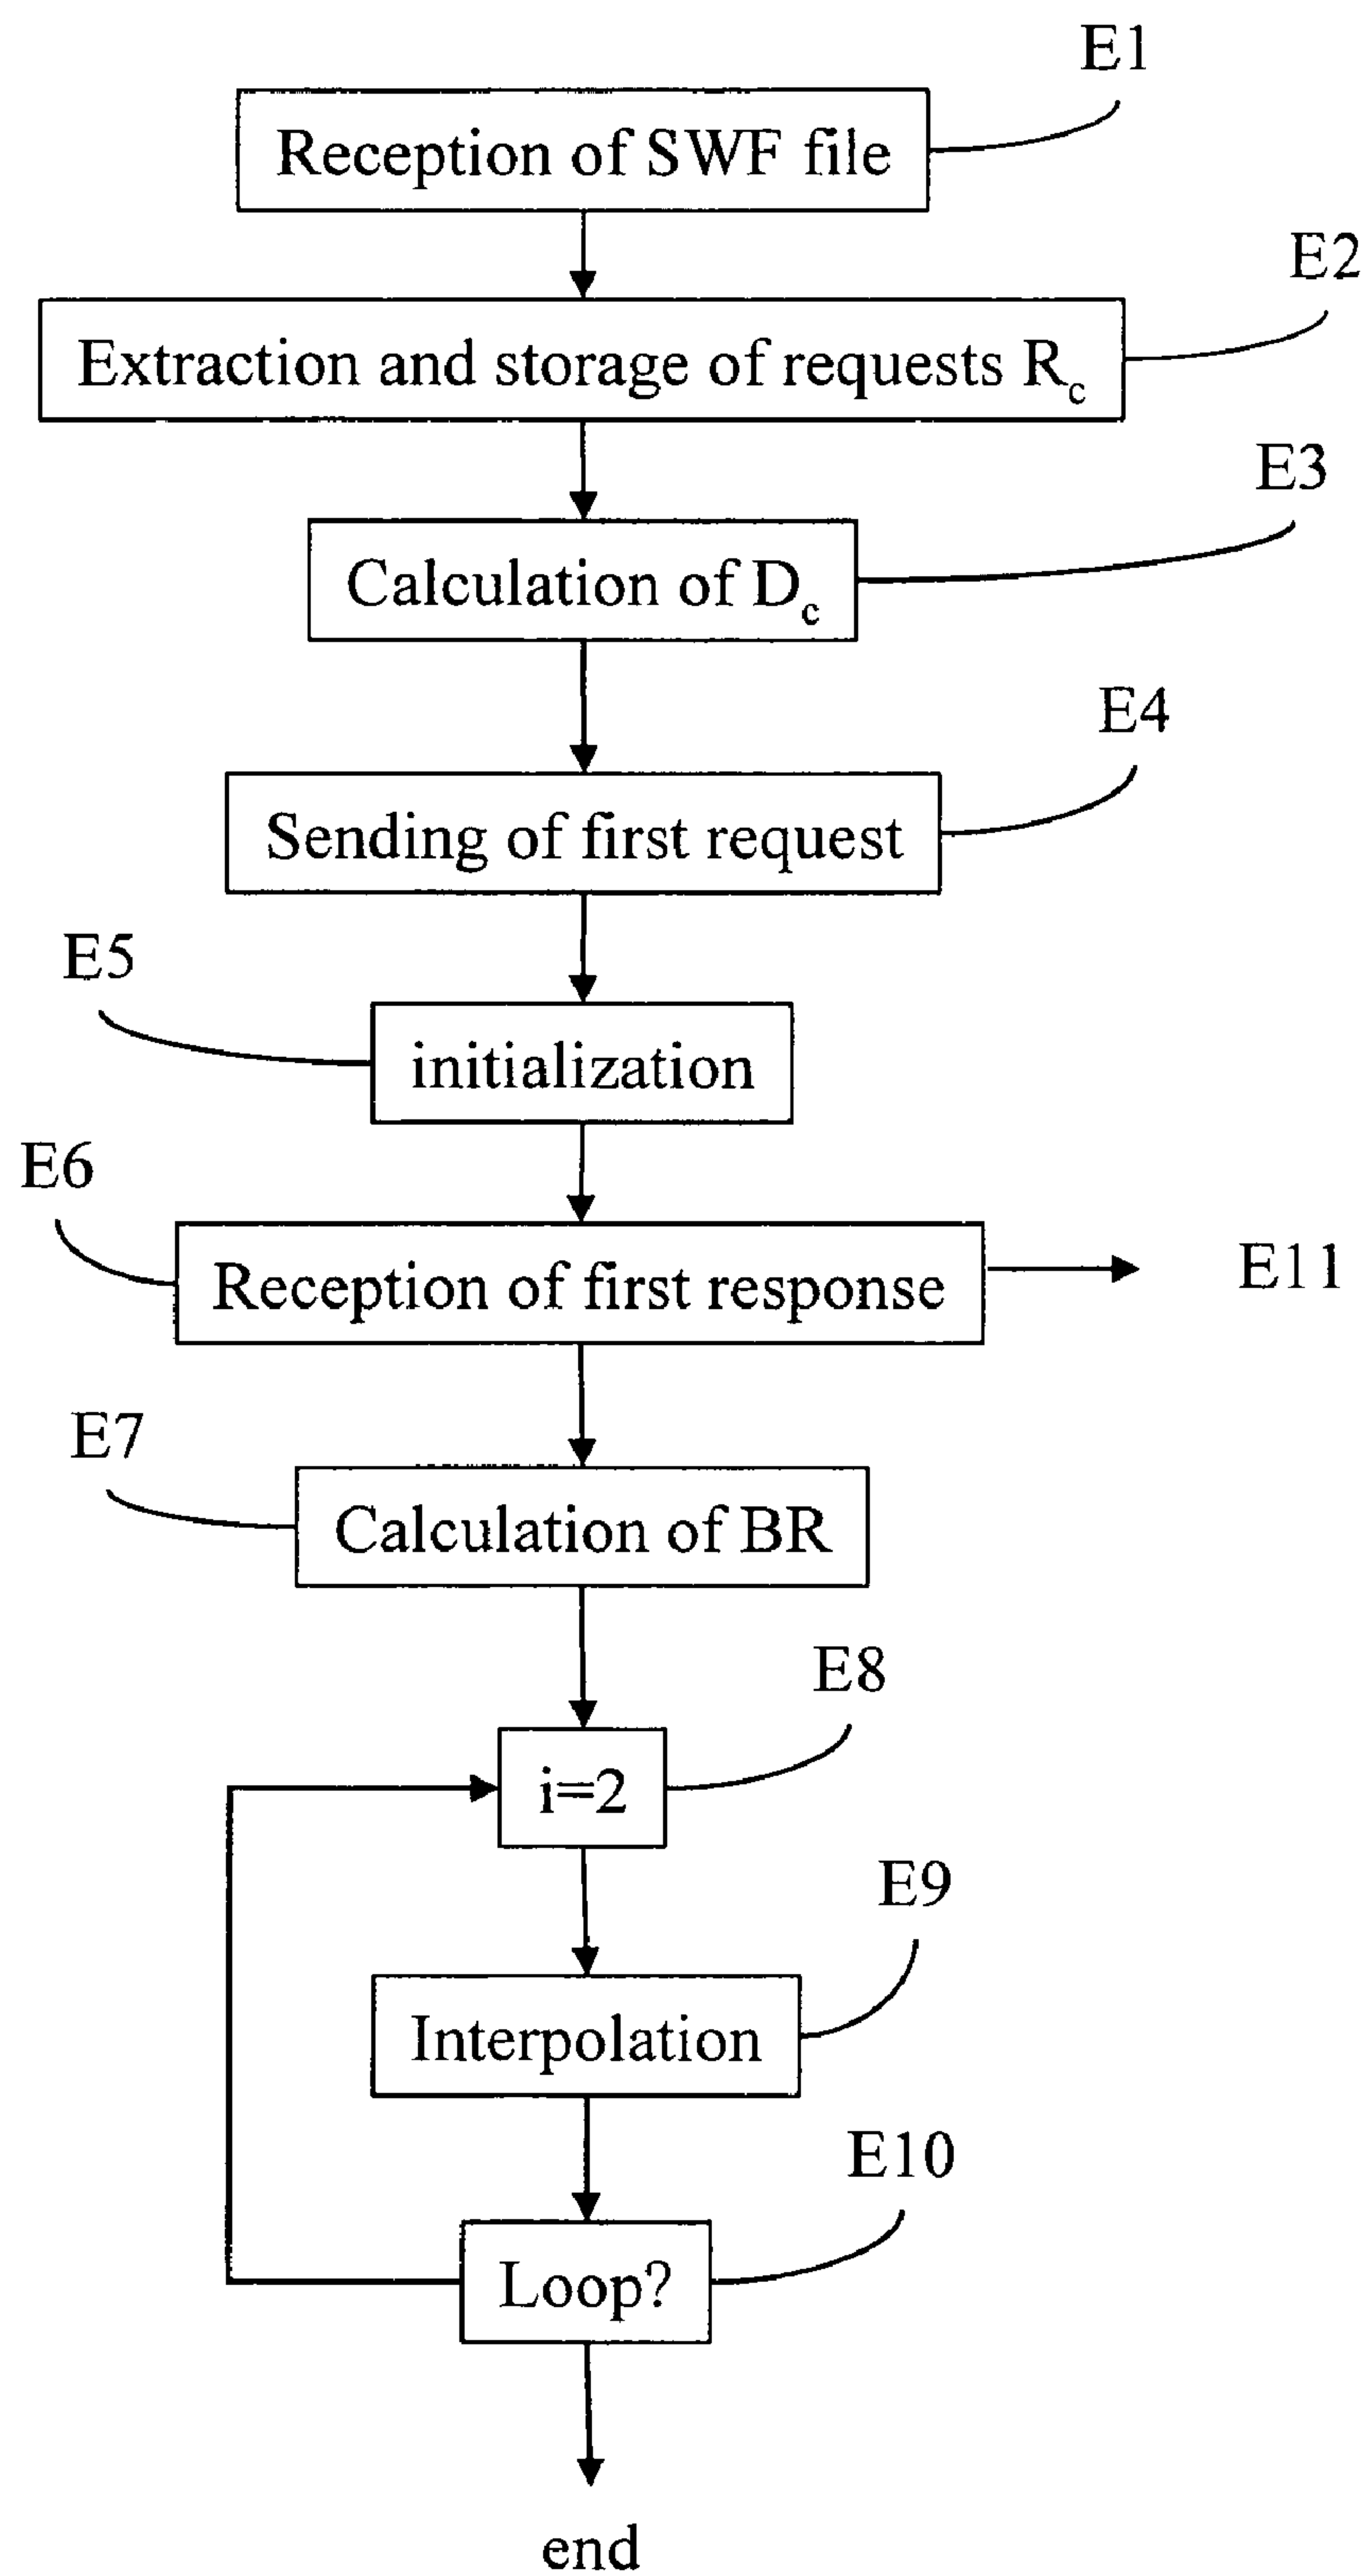 E1
Reception of SWF file
E2
Extraction and storage of requests Rc
E3
Calculation of Dc
E4
Sending of first request
E5
initialization
E6
Reception of first response
E11
E7
Calculation of BR
E8
i=2
E9
Interpolation
E10
Loop?
end